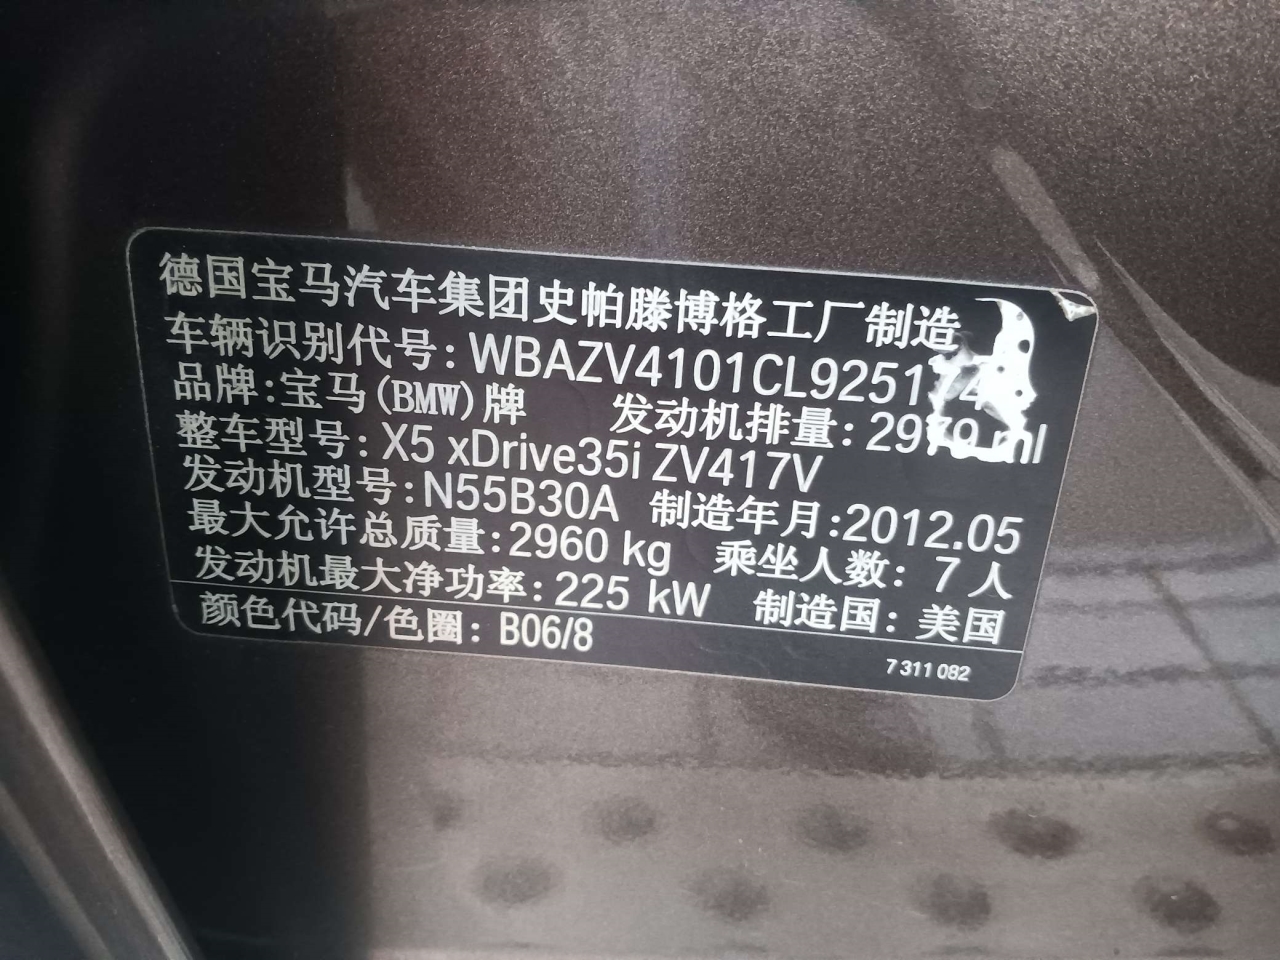 德国宝马汽车集团史帕滕博格工厂制造
车辆识别代号: WBAZV4101CL925174
品牌: 宝马(BMW)牌 发动机排量: 2979 ml
整车型号: X5 xDrive35i ZV417V
发动机型号: N55B30A 制造年月: 2012.05
最大允许总质量: 2960 kg 乘坐人数: 7 人
发动机最大净功率: 225 kW 制造国: 美国
颜色代码/色圈: B06/8
7 311 082